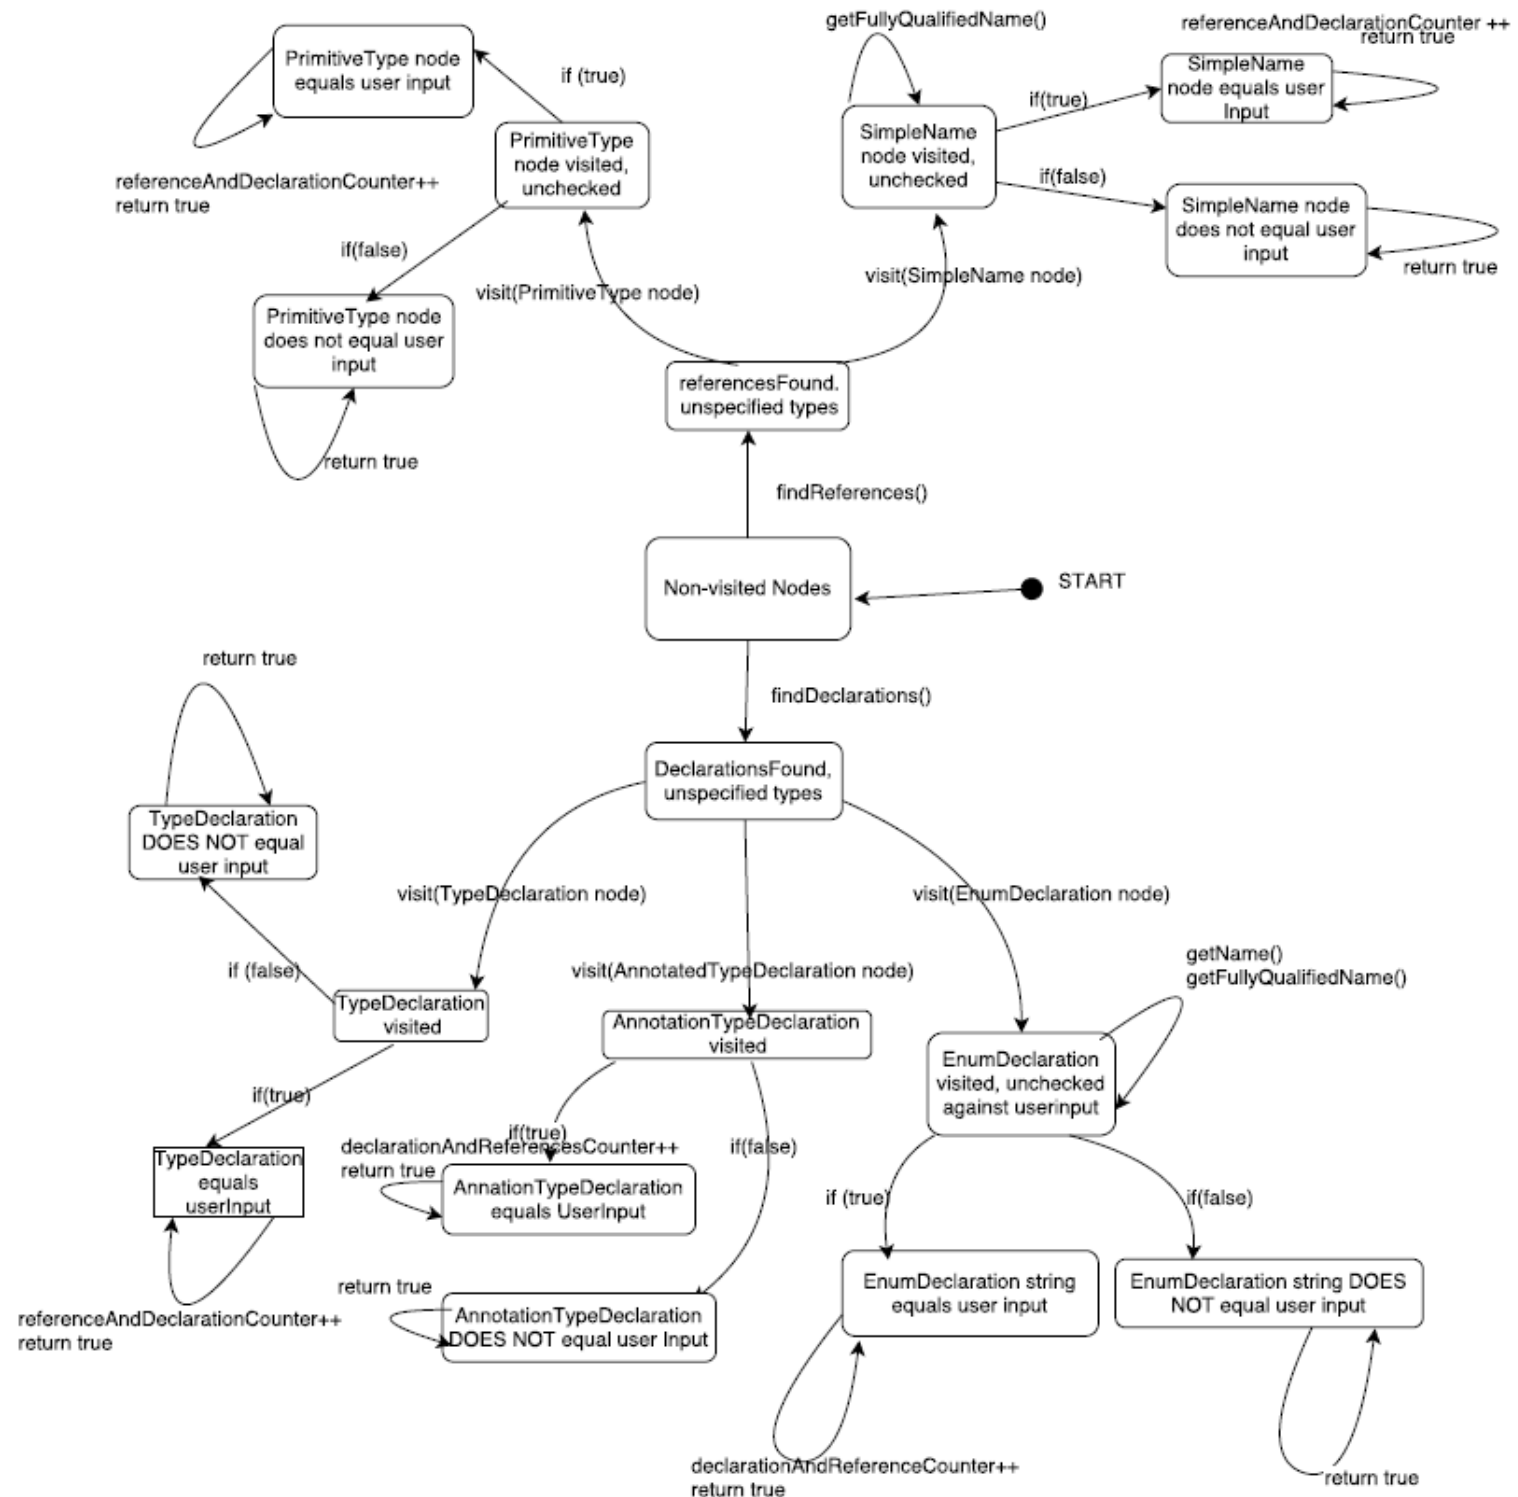 getFullyQualifiedName()
referenceAndDeclarationCounter ++
return true
PrimitiveType node
equals user input
if (true)
SimpleName
node equals user
Input
if(true)
PrimitiveType
node visited,
unchecked
SimpleName
node visited,
unchecked
referenceAndDeclarationCounter++
return true
if(false)
SimpleName node
does not equal user
input
if(false)
return true
visit(PrimitiveType node)
visit(SimpleName node)
PrimitiveType node
does not equal user
input
referencesFound.
unspecified types
return true
findReferences()
Non-visited Nodes
START
return true
findDeclarations()
DeclarationsFound,
unspecified types
TypeDeclaration
DOES NOT equal
user input
visit(TypeDeclaration node)
visit(EnumDeclaration node)
if (false)
visit(AnnotatedTypeDeclaration node)
getName()
getFullyQualifiedName()
TypeDeclaration
visited
AnnotationTypeDeclaration
visited
EnumDeclaration
visited, unchecked
against userinput
if(true)
if(true)
declarationAndReferencesCounter++
return true
if(false)
TypeDeclaration
equals
userInput
AnnationTypeDeclaration
equals UserInput
if (true)
if(false)
return true
EnumDeclaration string
equals user input
EnumDeclaration string DOES
NOT equal user input
referenceAndDeclarationCounter++
return true
AnnotationTypeDeclaration
DOES NOT equal user Input
declarationAndReferenceCounter++
return true
return true